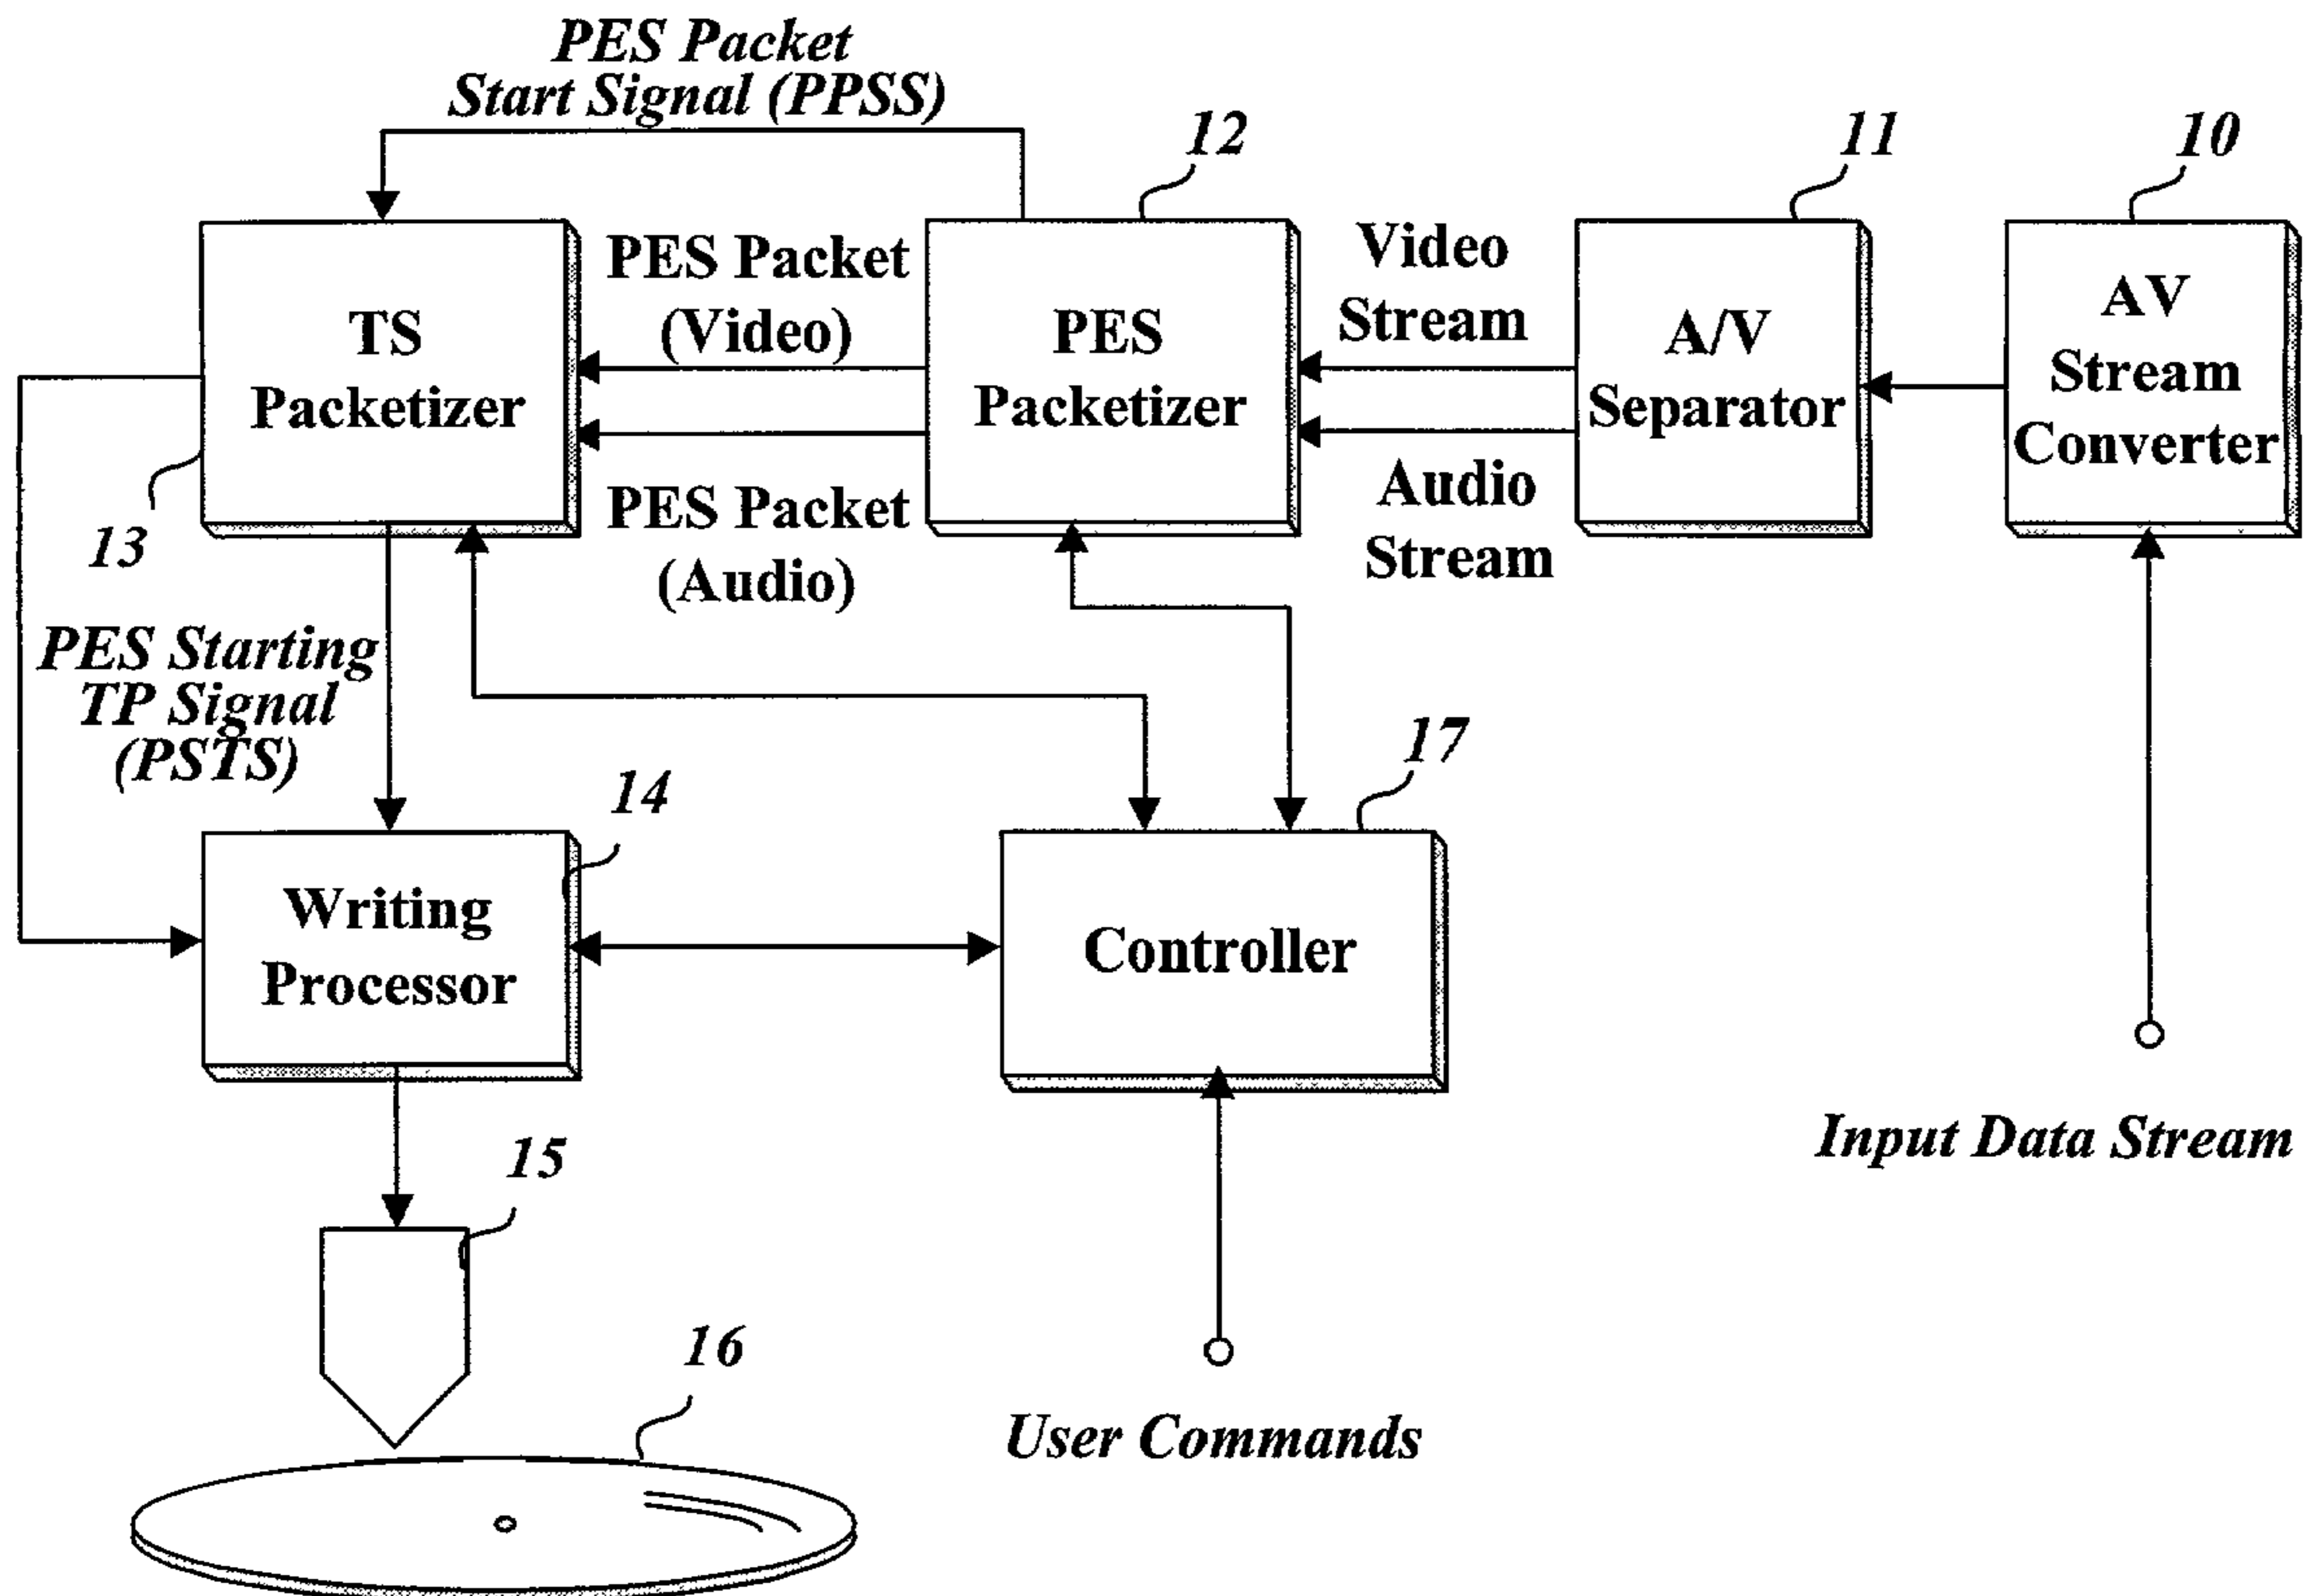 PES Packet
Start Signal (PPSS)
12
11
10
TS
Packetizer
PES Packet
(Video)
PES Packet
(Audio)
PES
Packetizer
Video
Stream
Audio
Stream
A/V
Separator
AV
Stream
Converter
13
PES Starting
TP Signal
(PSTS)
14
17
Writing
Processor
Controller
Input Data Stream
15
16
User Commands